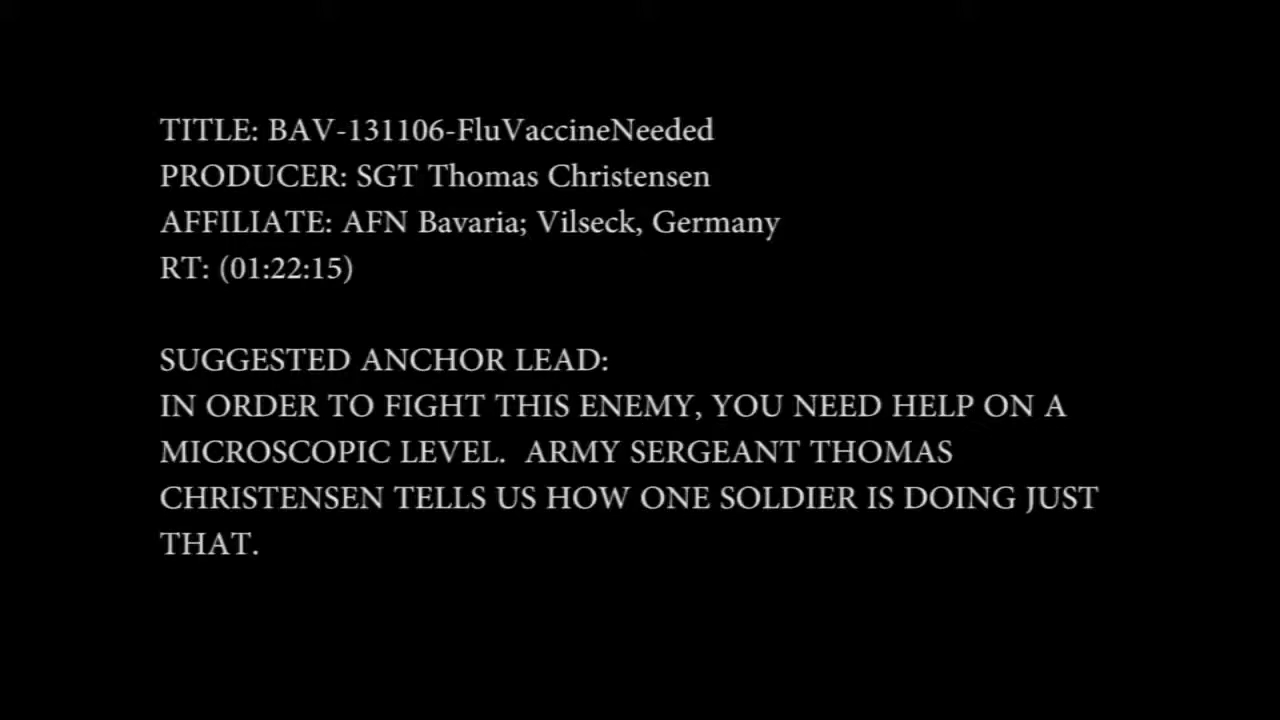 TITLE: BAV-131106-FluVaccineNeeded
PRODUCER: SGT Thomas Christensen
AFFILIATE: AFN Bavaria; Vilseck, Germany
RT: (01:22:15)
SUGGESTED ANCHOR LEAD:
IN ORDER TO FIGHT THIS ENEMY, YOU NEED HELP ON A
MICROSCOPIC LEVEL.  ARMY SERGEANT THOMAS
CHRISTENSEN TELLS US HOW ONE SOLDIER IS DOING JUST
THAT.